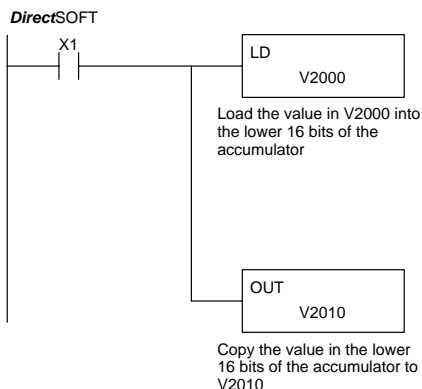 DirectSOFT
X1
LD
V2000
Load the value in V2000 into
the lower 16 bits of the
accumulator
OUT
V2010
Copy the value in the lower
16 bits of the accumulator to
V2010